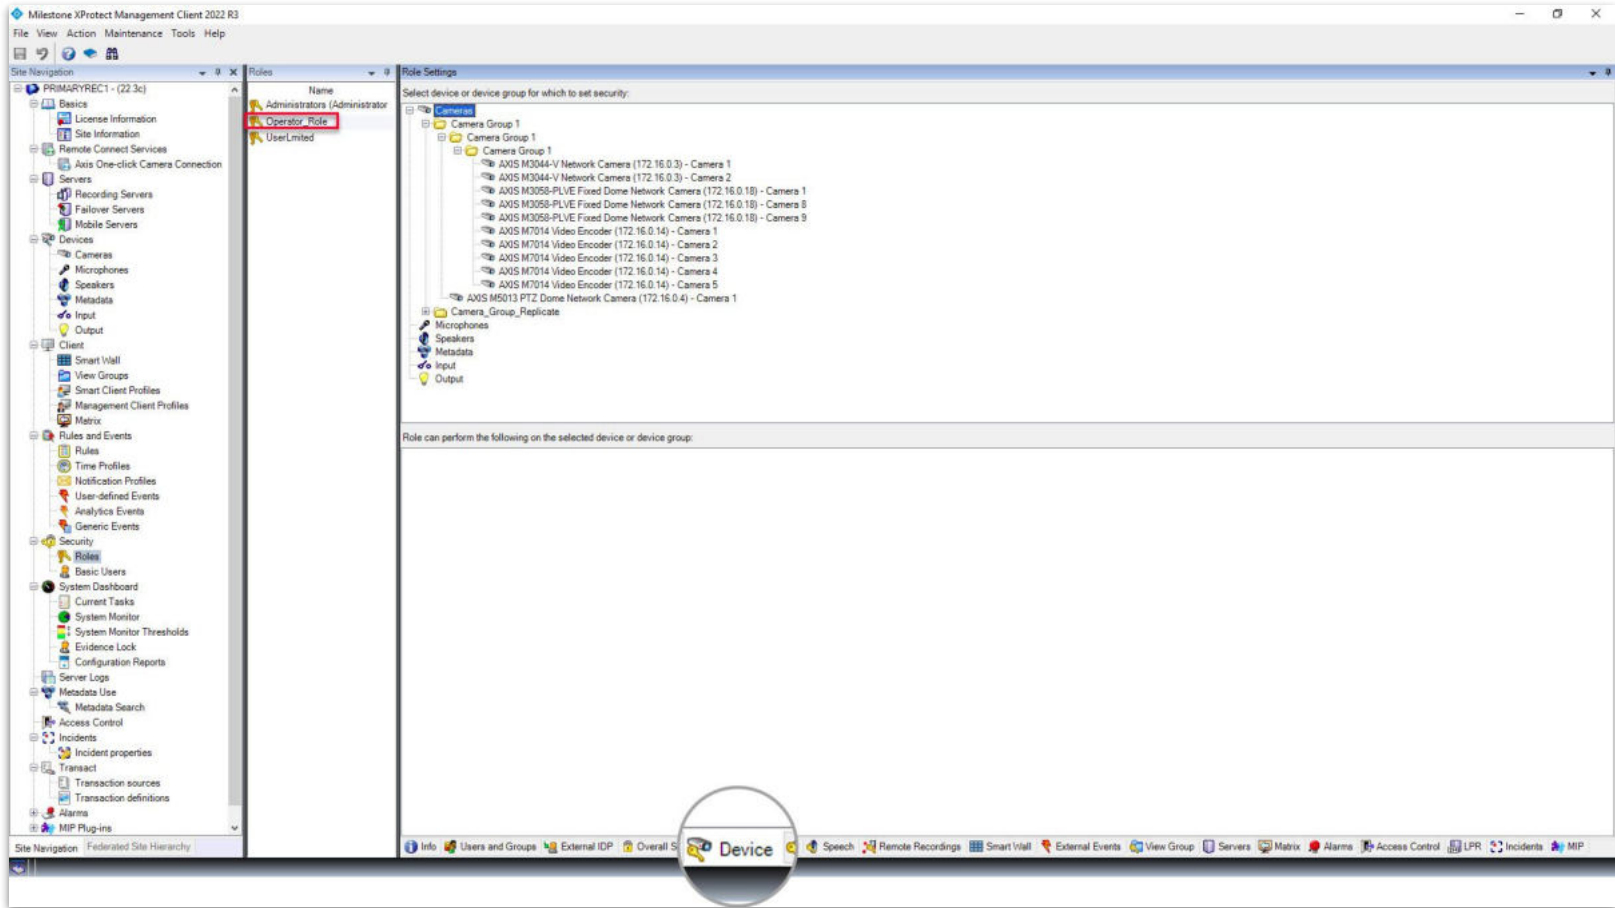 Milestone XProtect Management Client 2022 R3
File View Action Maintenance Tools Help
Site Navigation
PRIMARYREC1 - (22.3c)
Basics
License Information
Site Information
Remote Connect Services
Axis One-click Camera Connection
Servers
Recording Servers
Failover Servers
Mobile Servers
Devices
Cameras
Microphones
Speakers
Metadata
Input
Output
Client
Smart Wall
View Groups
Smart Client Profiles
Management Client Profiles
Matrix
Rules and Events
Rules
Time Profiles
Notification Profiles
User-defined Events
Analytics Events
Generic Events
Security
Roles
Basic Users
System Dashboard
Current Tasks
System Monitor
System Monitor Thresholds
Evidence Lock
Configuration Reports
Server Logs
Metadata Use
Metadata Search
Access Control
Incidents
Incident properties
Transact
Transaction sources
Transaction definitions
Alarms
MIP Plug-ins
Site Navigation Federated Site Hierarchy
Roles
Name
Administrators (Administrator
Operator_Role
UserLmited
Role Settings
Select device or device group for which to set security:
Cameras
Camera Group 1
Camera Group 1
Camera Group 1
AXIS M3044-V Network Camera (172.16.0.3) - Camera 1
AXIS M3044-V Network Camera (172.16.0.3) - Camera 2
AXIS M3058-PLVE Fixed Dome Network Camera (172.16.0.18) - Camera 1
AXIS M3058-PLVE Fixed Dome Network Camera (172.16.0.18) - Camera 8
AXIS M3058-PLVE Fixed Dome Network Camera (172.16.0.18) - Camera 9
AXIS M7014 Video Encoder (172.16.0.14) - Camera 1
AXIS M7014 Video Encoder (172.16.0.14) - Camera 2
AXIS M7014 Video Encoder (172.16.0.14) - Camera 3
AXIS M7014 Video Encoder (172.16.0.14) - Camera 4
AXIS M7014 Video Encoder (172.16.0.14) - Camera 5
AXIS M5013 PTZ Dome Network Camera (172.16.0.4) - Camera 1
Camera_Group_Replicate
Microphones
Speakers
Metadata
Input
Output
Role can perform the following on the selected device or device group:
Info Users and Groups External IDP Overall S Device Speech Remote Recordings Smart Wall External Events View Group Servers Matrix Alarms Access Control LPR Incidents MIP